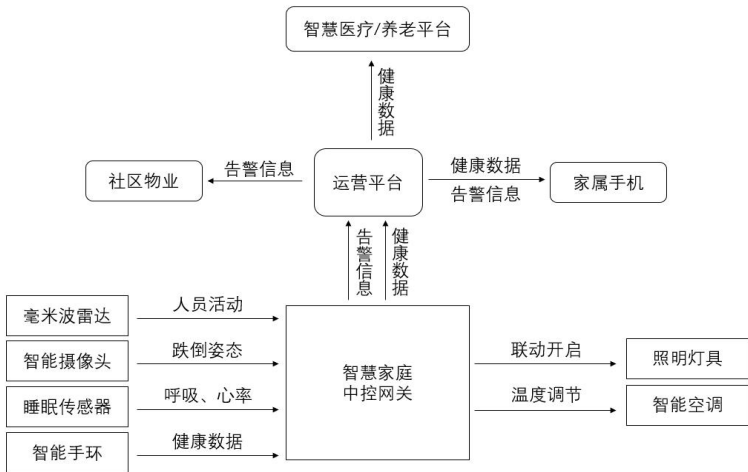 智慧医疗/养老平台
健康数据
社区物业
告警信息
运营平台
健康数据
告警信息
家属手机
告警信息
健康数据
毫米波雷达
人员活动
智能摄像头
跌倒姿态
睡眠传感器
呼吸、心率
智能手环
健康数据
智慧家庭
中控网关
联动开启
照明灯具
温度调节
智能空调